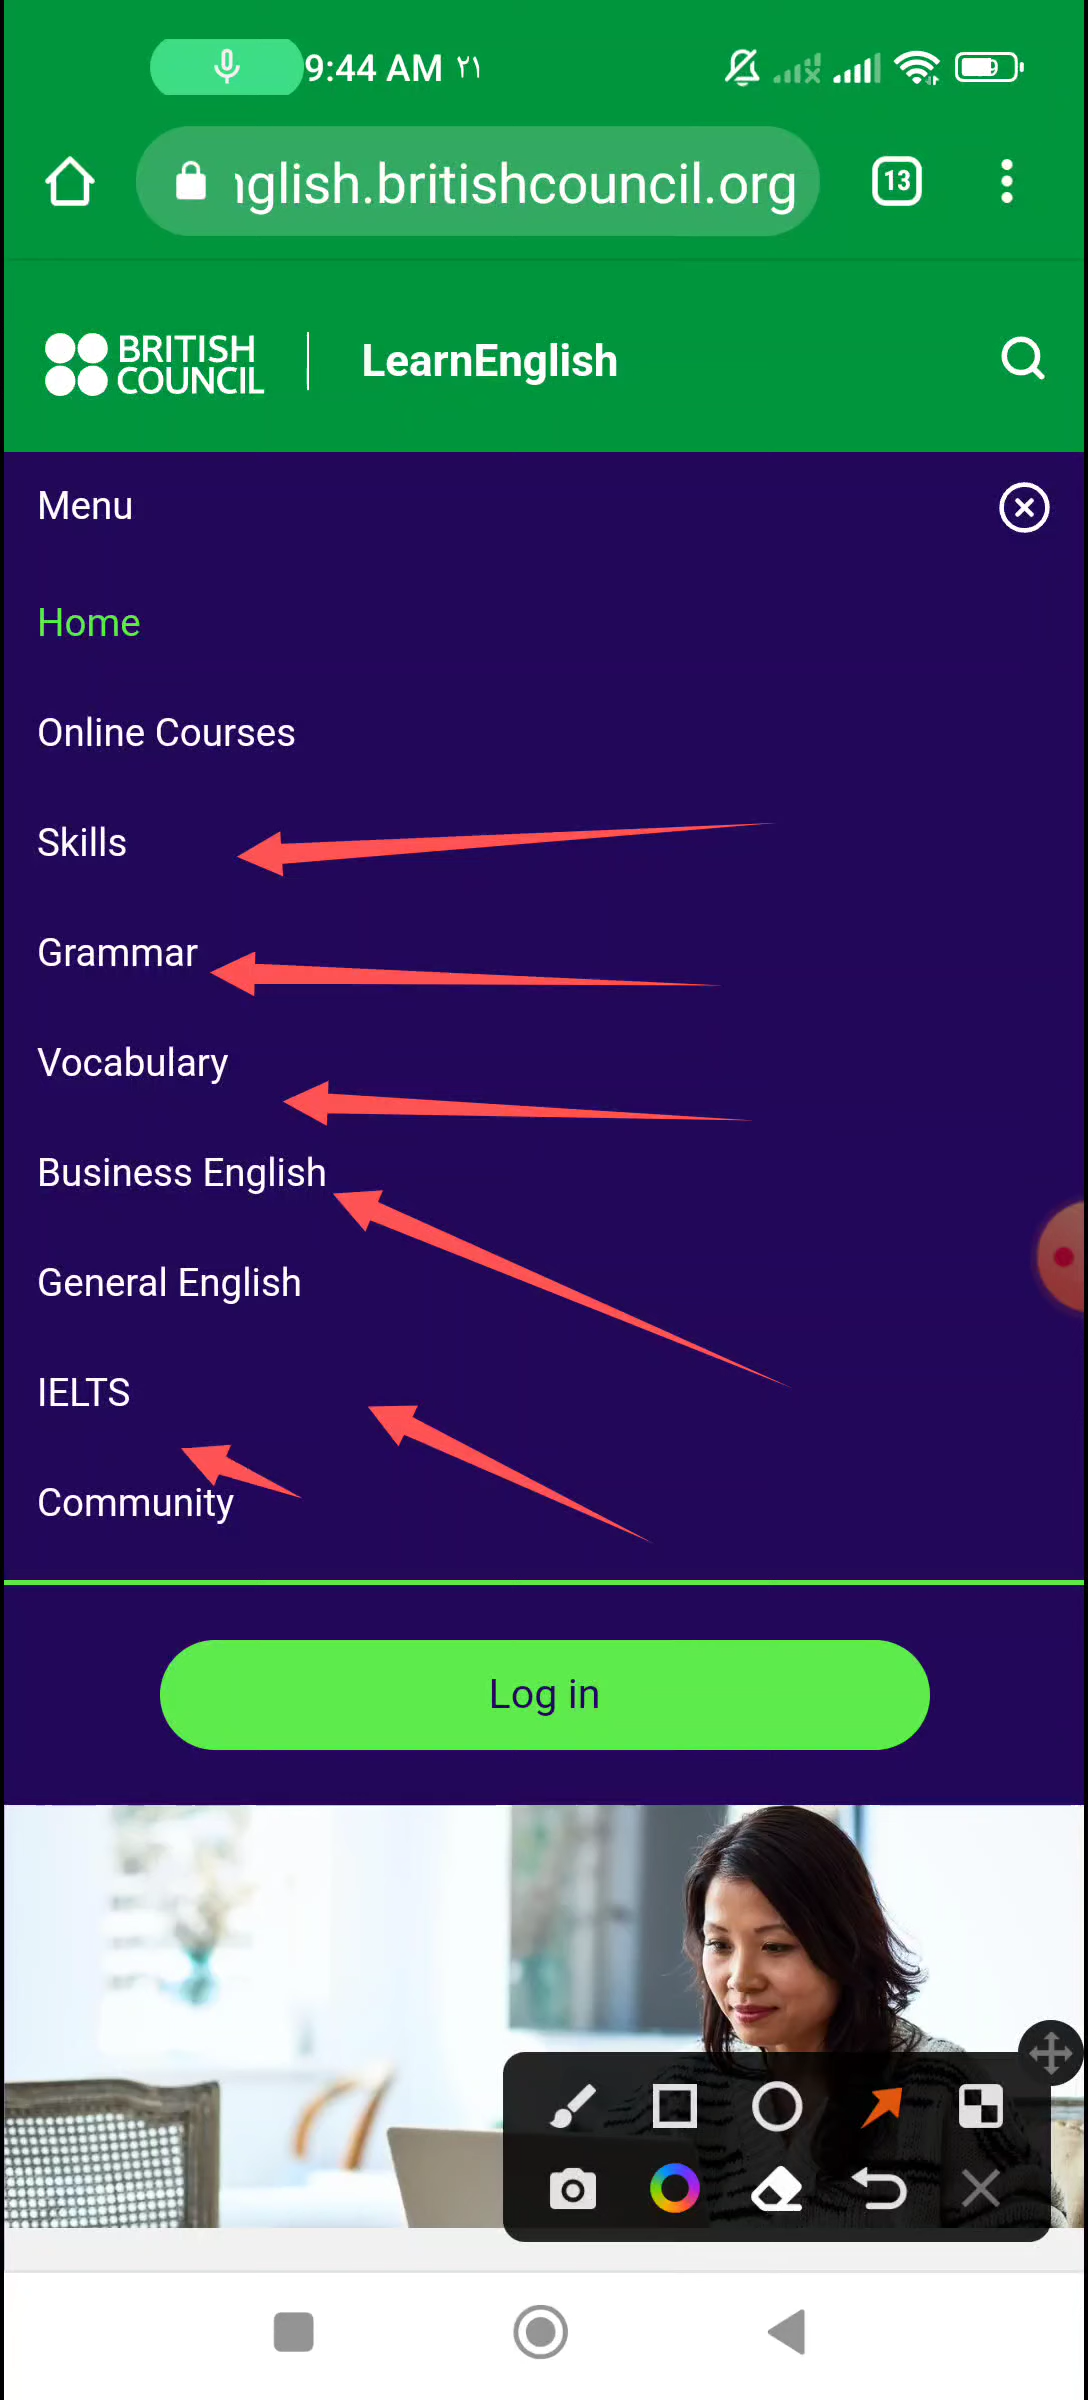 9:44 AM ٢١
nglish.britishcouncil.org
13
BRITISH
COUNCIL
LearnEnglish
Menu
Home
Online Courses
Skills
Grammar
Vocabulary
Business English
General English
IELTS
Community
Log in